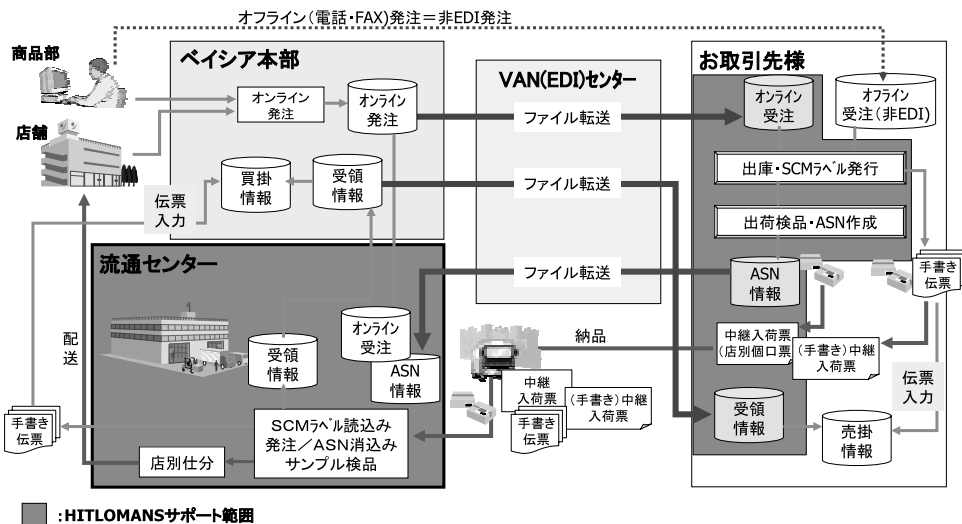 オフライン(電話・FAX)発注＝非EDI発注
商品部
店舗
ベイシア本部
オンライン
発注
オンライン
発注
買掛
情報
受領
情報
伝票
入力
VAN(EDI)センター
ファイル転送
ファイル転送
ファイル転送
お取引先様
オンライン
受注
オフライン
受注(非EDI)
出庫・SCMラベル発行
出荷検品・ASN作成
ASN
情報
手書き
伝票
中継入荷票
(店別個口票)
(手書き)中継
入荷票
伝票
入力
受領
情報
売掛
情報
流通センター
受領
情報
オンライン
受注
ASN
情報
SCMラベル読込み
発注／ASN消込み
サンプル検品
店別仕分
配送
手書き
伝票
納品
中継
入荷票
(手書き)中継
入荷票
手書き
伝票
:HITLOMANSサポート範囲